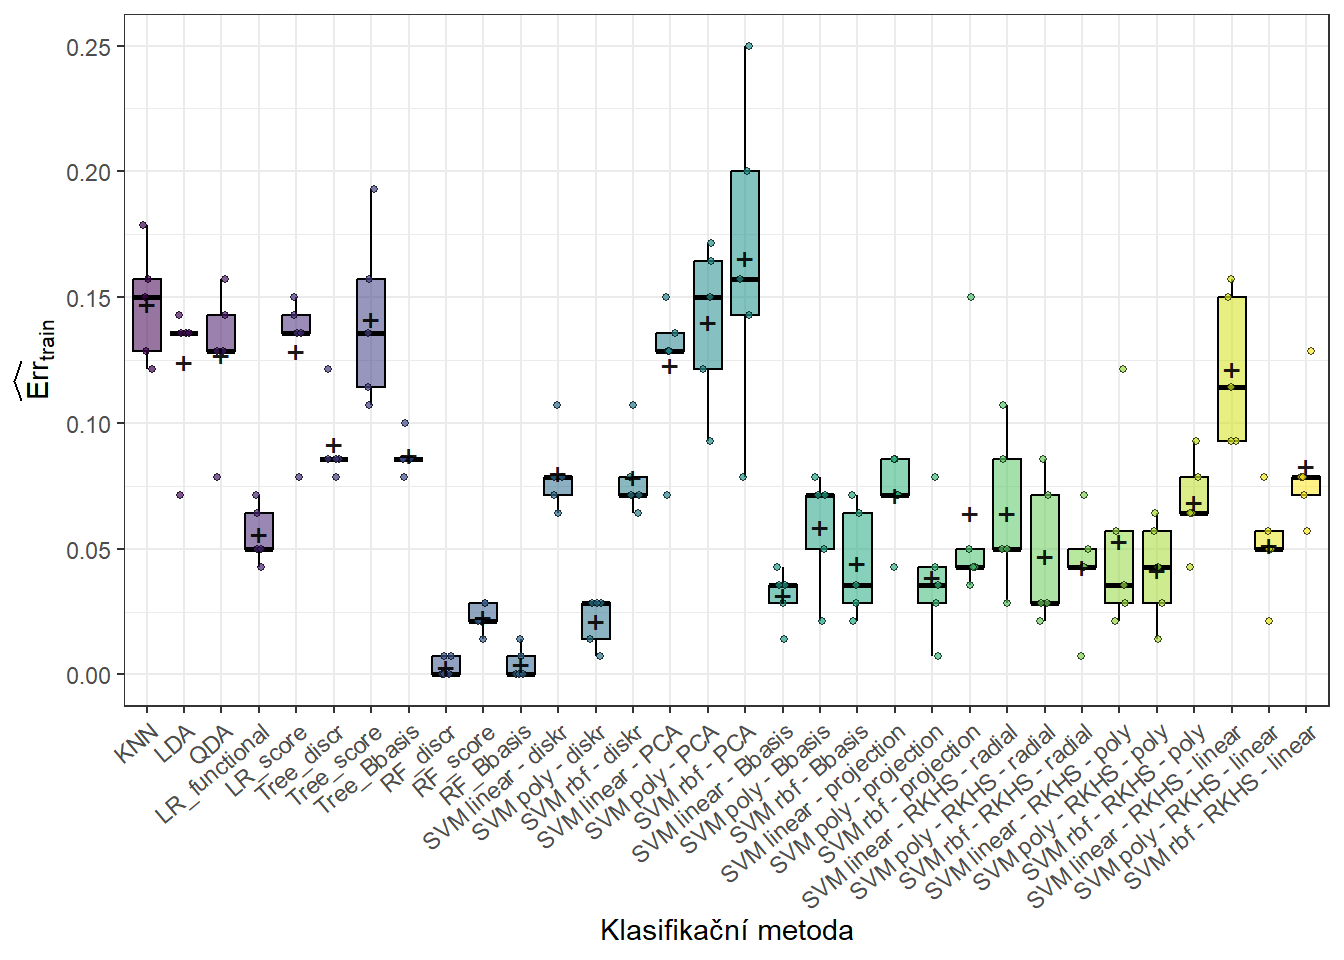 0.25
0.20
0.15
0.10
0.05
0.00
Êrr train
KNN
LDA
QDA
LR_functional
LR_score
Tree_discr
Tree_score
Tree_Bbasis
RF_discr
RF_score
RF_Bbasis
SVM linear - diskr
SVM poly - diskr
SVM rbf - diskr
SVM linear - PCA
SVM poly - PCA
SVM rbf - PCA
SVM linear - Bbasis
SVM poly - Bbasis
SVM rbf - Bbasis
SVM linear - projection
SVM poly - projection
SVM rbf - projection
SVM linear - RKHS - radial
SVM poly - RKHS - radial
SVM rbf - RKHS - radial
SVM linear - RKHS - poly
SVM poly - RKHS - poly
SVM rbf - RKHS - poly
SVM linear - RKHS - linear
SVM poly - RKHS - linear
SVM rbf - RKHS - linear
Klasifikační metoda